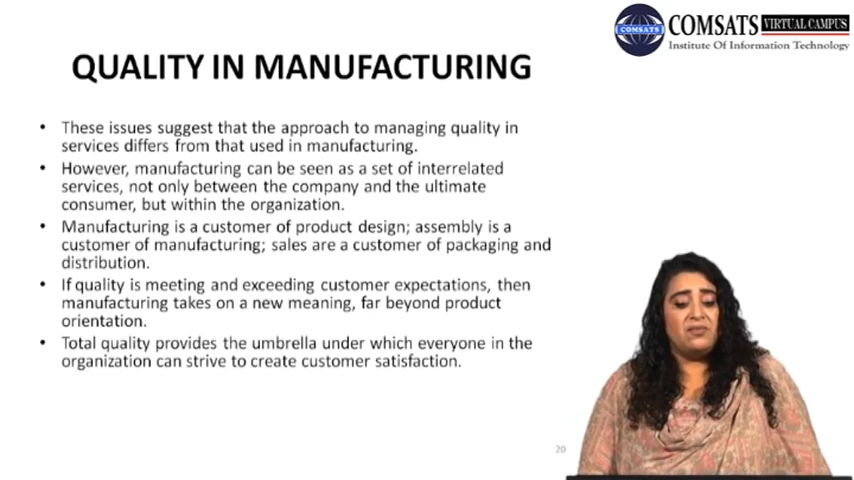 COMSATS VIRTUAL CAMPUS
COMSATS
Institute Of Information Technology
QUALITY IN MANUFACTURING
• These issues suggest that the approach to managing quality in
services differs from that used in manufacturing.
• However, manufacturing can be seen as a set of interrelated
services, not only between the company and the ultimate
consumer, but within the organization.
• Manufacturing is a customer of product design; assembly is a
customer of manufacturing; sales are a customer of packaging and
distribution.
• If quality is meeting and exceeding customer expectations, then
manufacturing takes on a new meaning, far beyond product
orientation.
• Total quality provides the umbrella under which everyone in the
organization can strive to create customer satisfaction.
20